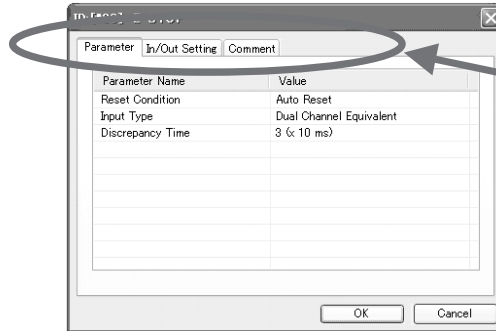 Parameter In/Out Setting Comment
Parameter Name Value
Reset Condition Auto Reset
Input Type Dual Channel Equivalent
Discrepancy Time 3 (x 10 ms)
OK Cancel